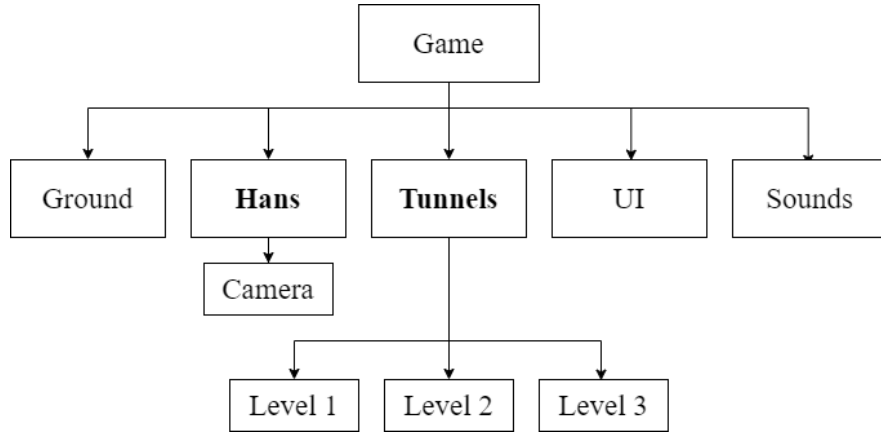 Game
Ground
Hans
Tunnels
UI
Sounds
Camera
Level 1
Level 2
Level 3